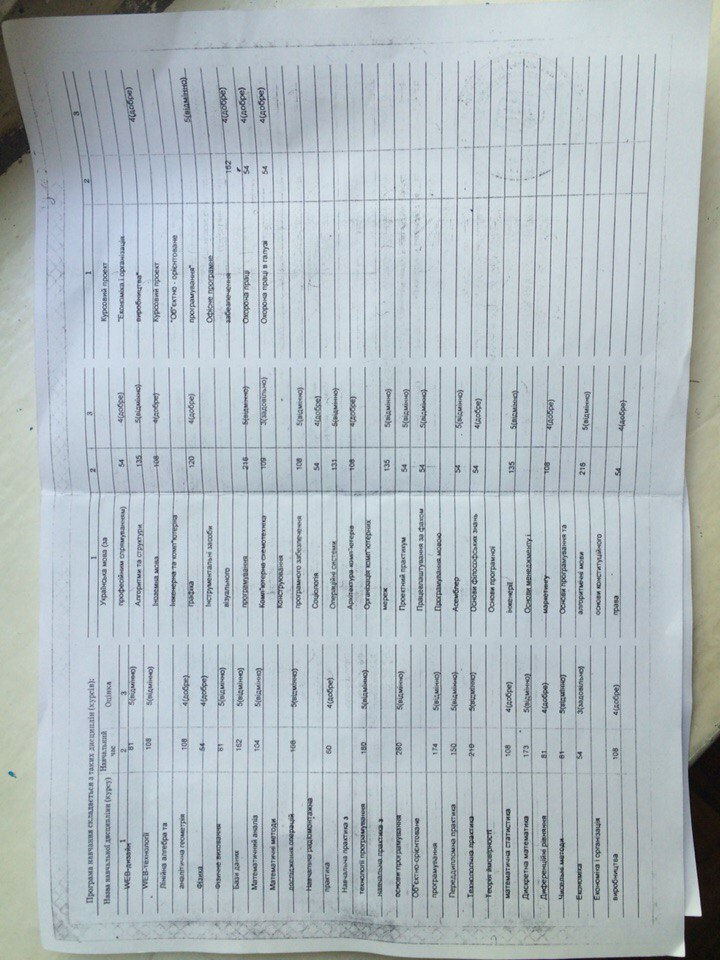 Програма навчання складається з таких дисциплін (курсів):
Назва навчальної дисципліни (курсу) Навчальний час Оцінка
1 2 3
WEB-дизайн 81 5(відмінно)
WEB-технології 108 5(відмінно)
Лінійна алгебра та
аналітична геометрія 108 4(добре)
Фізика 54 4(добре)
Фізичне виховання 81 5(відмінно)
Бази даних 162 5(відмінно)
Математичний аналіз 104 5(відмінно)
Математичні методи
дослідження операцій 108 5(відмінно)
Навчальна радіомонтажна
практика 60 4(добре)
Навчальна практика з
технології програмування 180 5(відмінно)
навчальна практика з
основи програмування 280 5(відмінно)
Об"єктно-орієнтоване
програмування 174 5(відмінно)
Переддипломна практика 150 5(відмінно)
Технологічна практика 210 5(відмінно)
Теорія ймовірності
математична статистика 108 4(добре)
Дискретна математика 173 5(відмінно)
Диференційні рівняння 81 4(добре)
Чисельні методи 81 5(відмінно)
Економіка 54 3(задовільно)
Економіка і організація
виробництва 108 4(добре)
1 2 3
Українська мова (за
професійним спрямуванням) 54 4(добре)
Алгоритми та структури 135 5(відмінно)
Іноземна мова 108 4(добре)
Інженерна та комп"ютерна
графіка 120 4(добре)
Інструментальні засоби
візуального
програмування 216 5(відмінно)
Комп"ютерна схемотехніка 109 3(задовільно)
Конструювання
програмного забезпечення 108 5(відмінно)
Соціологія 54 4(добре)
Операційні системи 131 5(відмінно)
Архітектура комп"ютерів 108 4(добре)
Організація комп"ютерних
мереж 135 5(відмінно)
Проектний практикум 54 5(відмінно)
Працевлаштування за фахом 54 5(відмінно)
Програмування мовою
Асемблер 54 5(відмінно)
Основи філософських знань 54 4(добре)
Основи програмної
інженерії 135 5(відмінно)
Основи менеджменту і
маркетингу 108 4(добре)
Основи програмування та
алгоритмічні мови 216 5(відмінно)
основи конституційного
права 54 4(добре)
1 2 3
Курсовий проект
"Економіка і організація
виробництва" 4(добре)
Курсовий проект
"Об"єктно - орієнтоване
програмування" 5(відмінно)
Офісне програмне
забезпечення 162 4(добре)
Охорона праці 54 4(добре)
Охорона праці в галузі 54 4(добре)